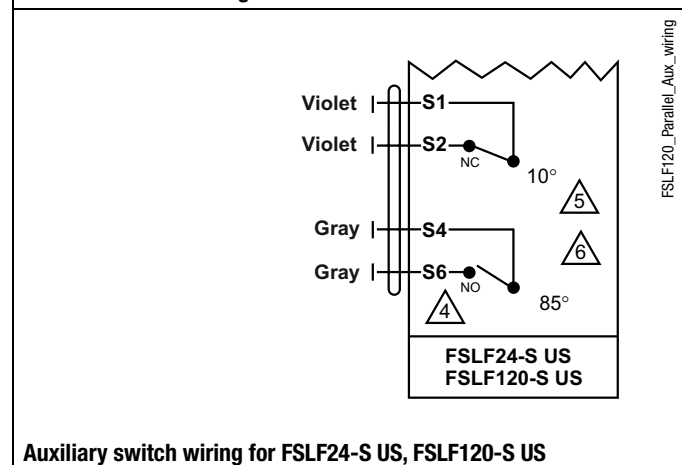 FSLF120_Parallel_Aux_wiring
Violet S1
Violet S2
NC
10°
5
Gray S4
6
Gray S6
NO
4
85°
FSLF24-S US
FSLF120-S US
Auxiliary switch wiring for FSLF24-S US, FSLF120-S US